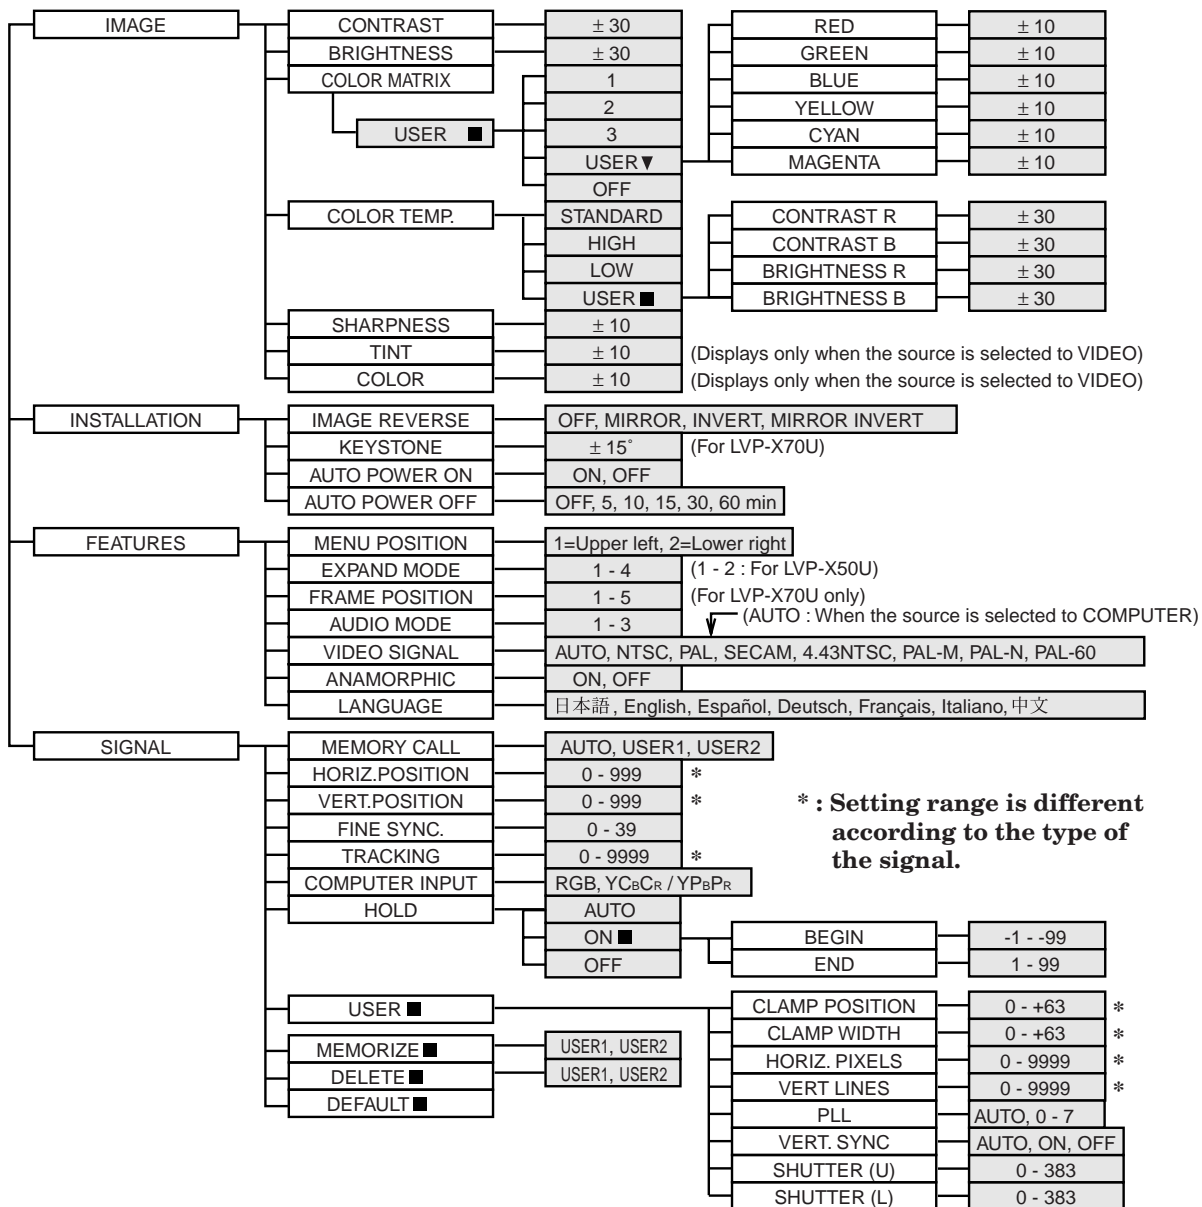 IMAGE CONTRAST ± 30 RED ± 10
BRIGHTNESS ± 30 GREEN ± 10
COLOR MATRIX 1 BLUE ± 10
2 YELLOW ± 10
USER ■ 3 CYAN ± 10
USER▼ MAGENTA ± 10
OFF
COLOR TEMP. STANDARD CONTRAST R ± 30
HIGH CONTRAST B ± 30
LOW BRIGHTNESS R ± 30
USER ■ BRIGHTNESS B ± 30
SHARPNESS ± 10
TINT ± 10 (Displays only when the source is selected to VIDEO)
COLOR ± 10 (Displays only when the source is selected to VIDEO)
INSTALLATION IMAGE REVERSE OFF, MIRROR, INVERT, MIRROR INVERT
KEYSTONE ± 15˚ (For LVP-X70U)
AUTO POWER ON ON, OFF
AUTO POWER OFF OFF, 5, 10, 15, 30, 60 min
FEATURES MENU POSITION 1=Upper left, 2=Lower right
EXPAND MODE 1 - 4 (1 - 2 : For LVP-X50U)
FRAME POSITION 1 - 5 (For LVP-X70U only)
(AUTO : When the source is selected to COMPUTER)
AUDIO MODE 1 - 3
VIDEO SIGNAL AUTO, NTSC, PAL, SECAM, 4.43NTSC, PAL-M, PAL-N, PAL-60
ANAMORPHIC ON, OFF
LANGUAGE 日本語, English, Español, Deutsch, Français, Italiano, 中文
SIGNAL MEMORY CALL AUTO, USER1, USER2
HORIZ.POSITION 0 - 999 *
VERT.POSITION 0 - 999 *
* : Setting range is different
FINE SYNC. 0 - 39
according to the type of
TRACKING 0 - 9999 *
the signal.
COMPUTER INPUT RGB, YCBCR / YPBPR
HOLD AUTO
ON ■ BEGIN -1 - -99
OFF END 1 - 99
USER ■ CLAMP POSITION 0 - +63 *
CLAMP WIDTH 0 - +63 *
MEMORIZE ■ USER1, USER2 HORIZ. PIXELS 0 - 9999 *
DELETE ■ USER1, USER2 VERT LINES 0 - 9999 *
DEFAULT ■ PLL AUTO, 0 - 7
VERT. SYNC AUTO, ON, OFF
SHUTTER (U) 0 - 383
SHUTTER (L) 0 - 383